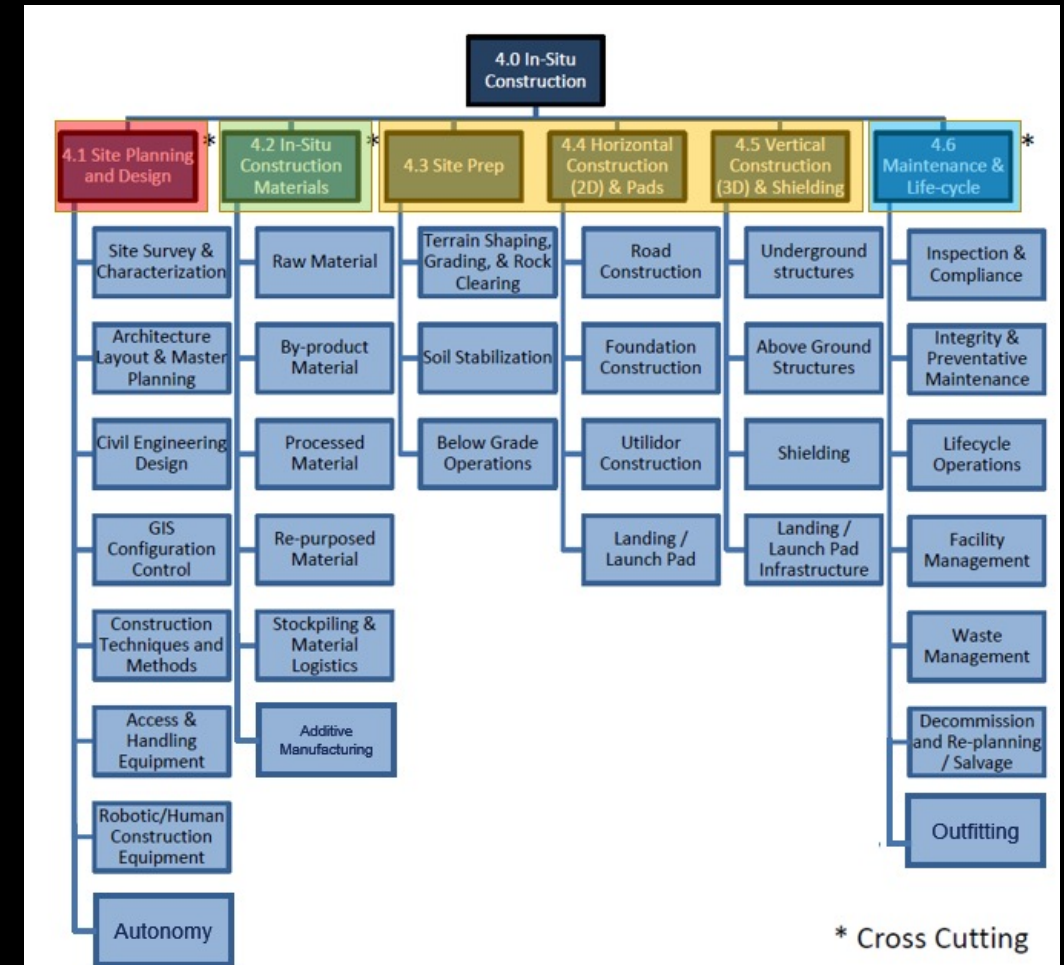 4.0 In-Situ
Construction
4.1 Site Planning
and Design
*
4.2 In-Situ
Construction
Materials
*
4.3 Site Prep
4.4 Horizontal
Construction
(2D) & Pads
4.5 Vertical
Construction
(3D) & Shielding
4.6
Maintenance &
Life-cycle
*
Site Survey &
Characterization
Architecture
Layout & Master
Planning
Civil Engineering
Design
GIS
Configuration
Control
Construction
Techniques and
Methods
Access &
Handling
Equipment
Robotic/Human
Construction
Equipment
Autonomy
Raw Material
By-product
Material
Processed
Material
Re-purposed
Material
Stockpiling &
Material
Logistics
Additive
Manufacturing
Terrain Shaping,
Grading, & Rock
Clearing
Soil Stabilization
Below Grade
Operations
Road
Construction
Foundation
Construction
Utilidor
Construction
Landing /
Launch Pad
Underground
structures
Above Ground
Structures
Shielding
Landing /
Launch Pad
Infrastructure
Inspection &
Compliance
Integrity &
Preventative
Maintenance
Lifecycle
Operations
Facility
Management
Waste
Management
Decommission
and Re-planning
/ Salvage
Outfitting
* Cross Cutting